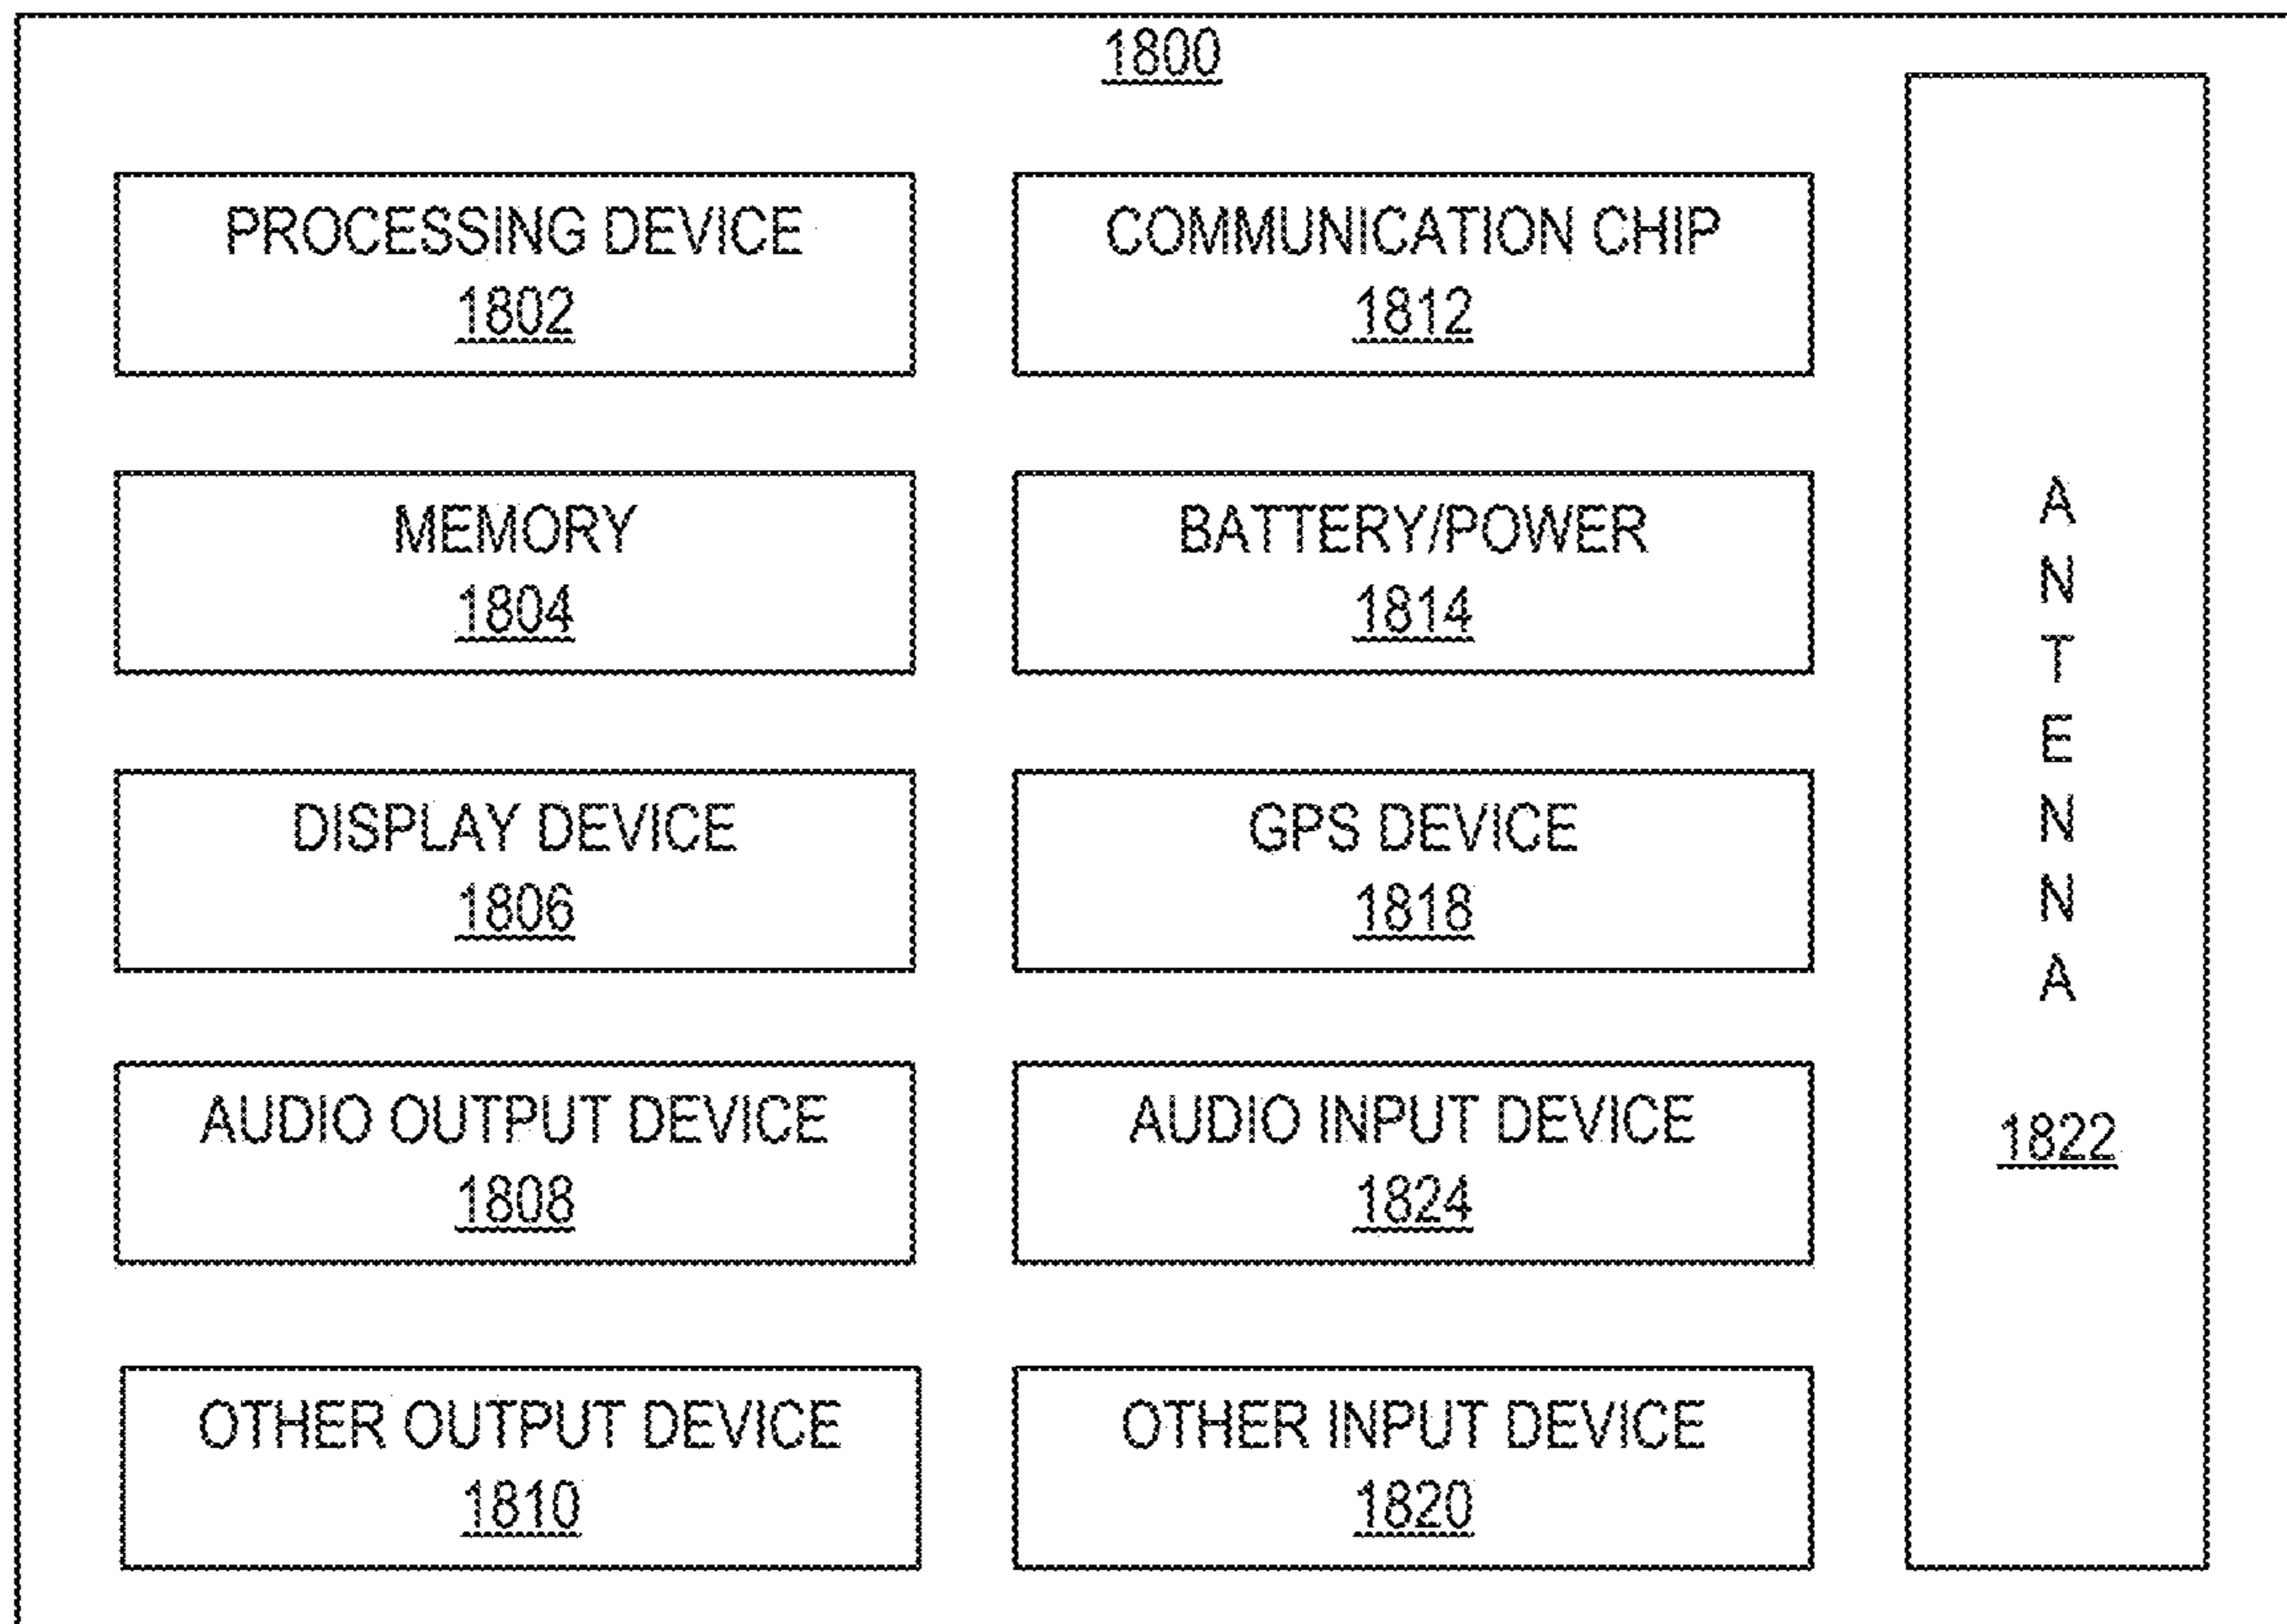 1800
PROCESSING DEVICE
1802
COMMUNICATION CHIP
1812
MEMORY
1804
BATTERY/POWER
1814
DISPLAY DEVICE
1806
GPS DEVICE
1818
AUDIO OUTPUT DEVICE
1808
AUDIO INPUT DEVICE
1824
OTHER OUTPUT DEVICE
1810
OTHER INPUT DEVICE
1820
ANTENNA
1822